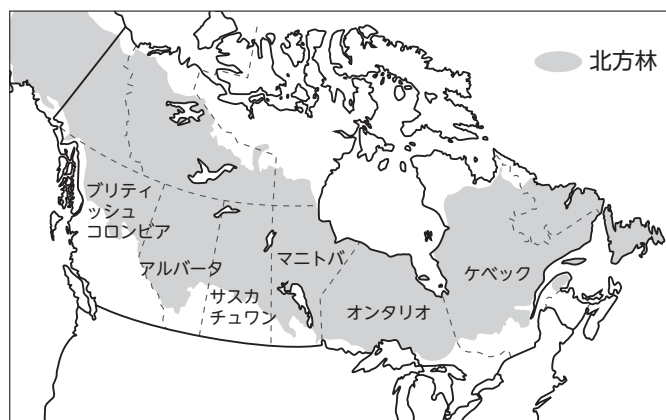 北方林
ブリティ
ッシュ
コロンビア
アルバータ
サスカ
チュワン
マニトバ
オンタリオ
ケベック